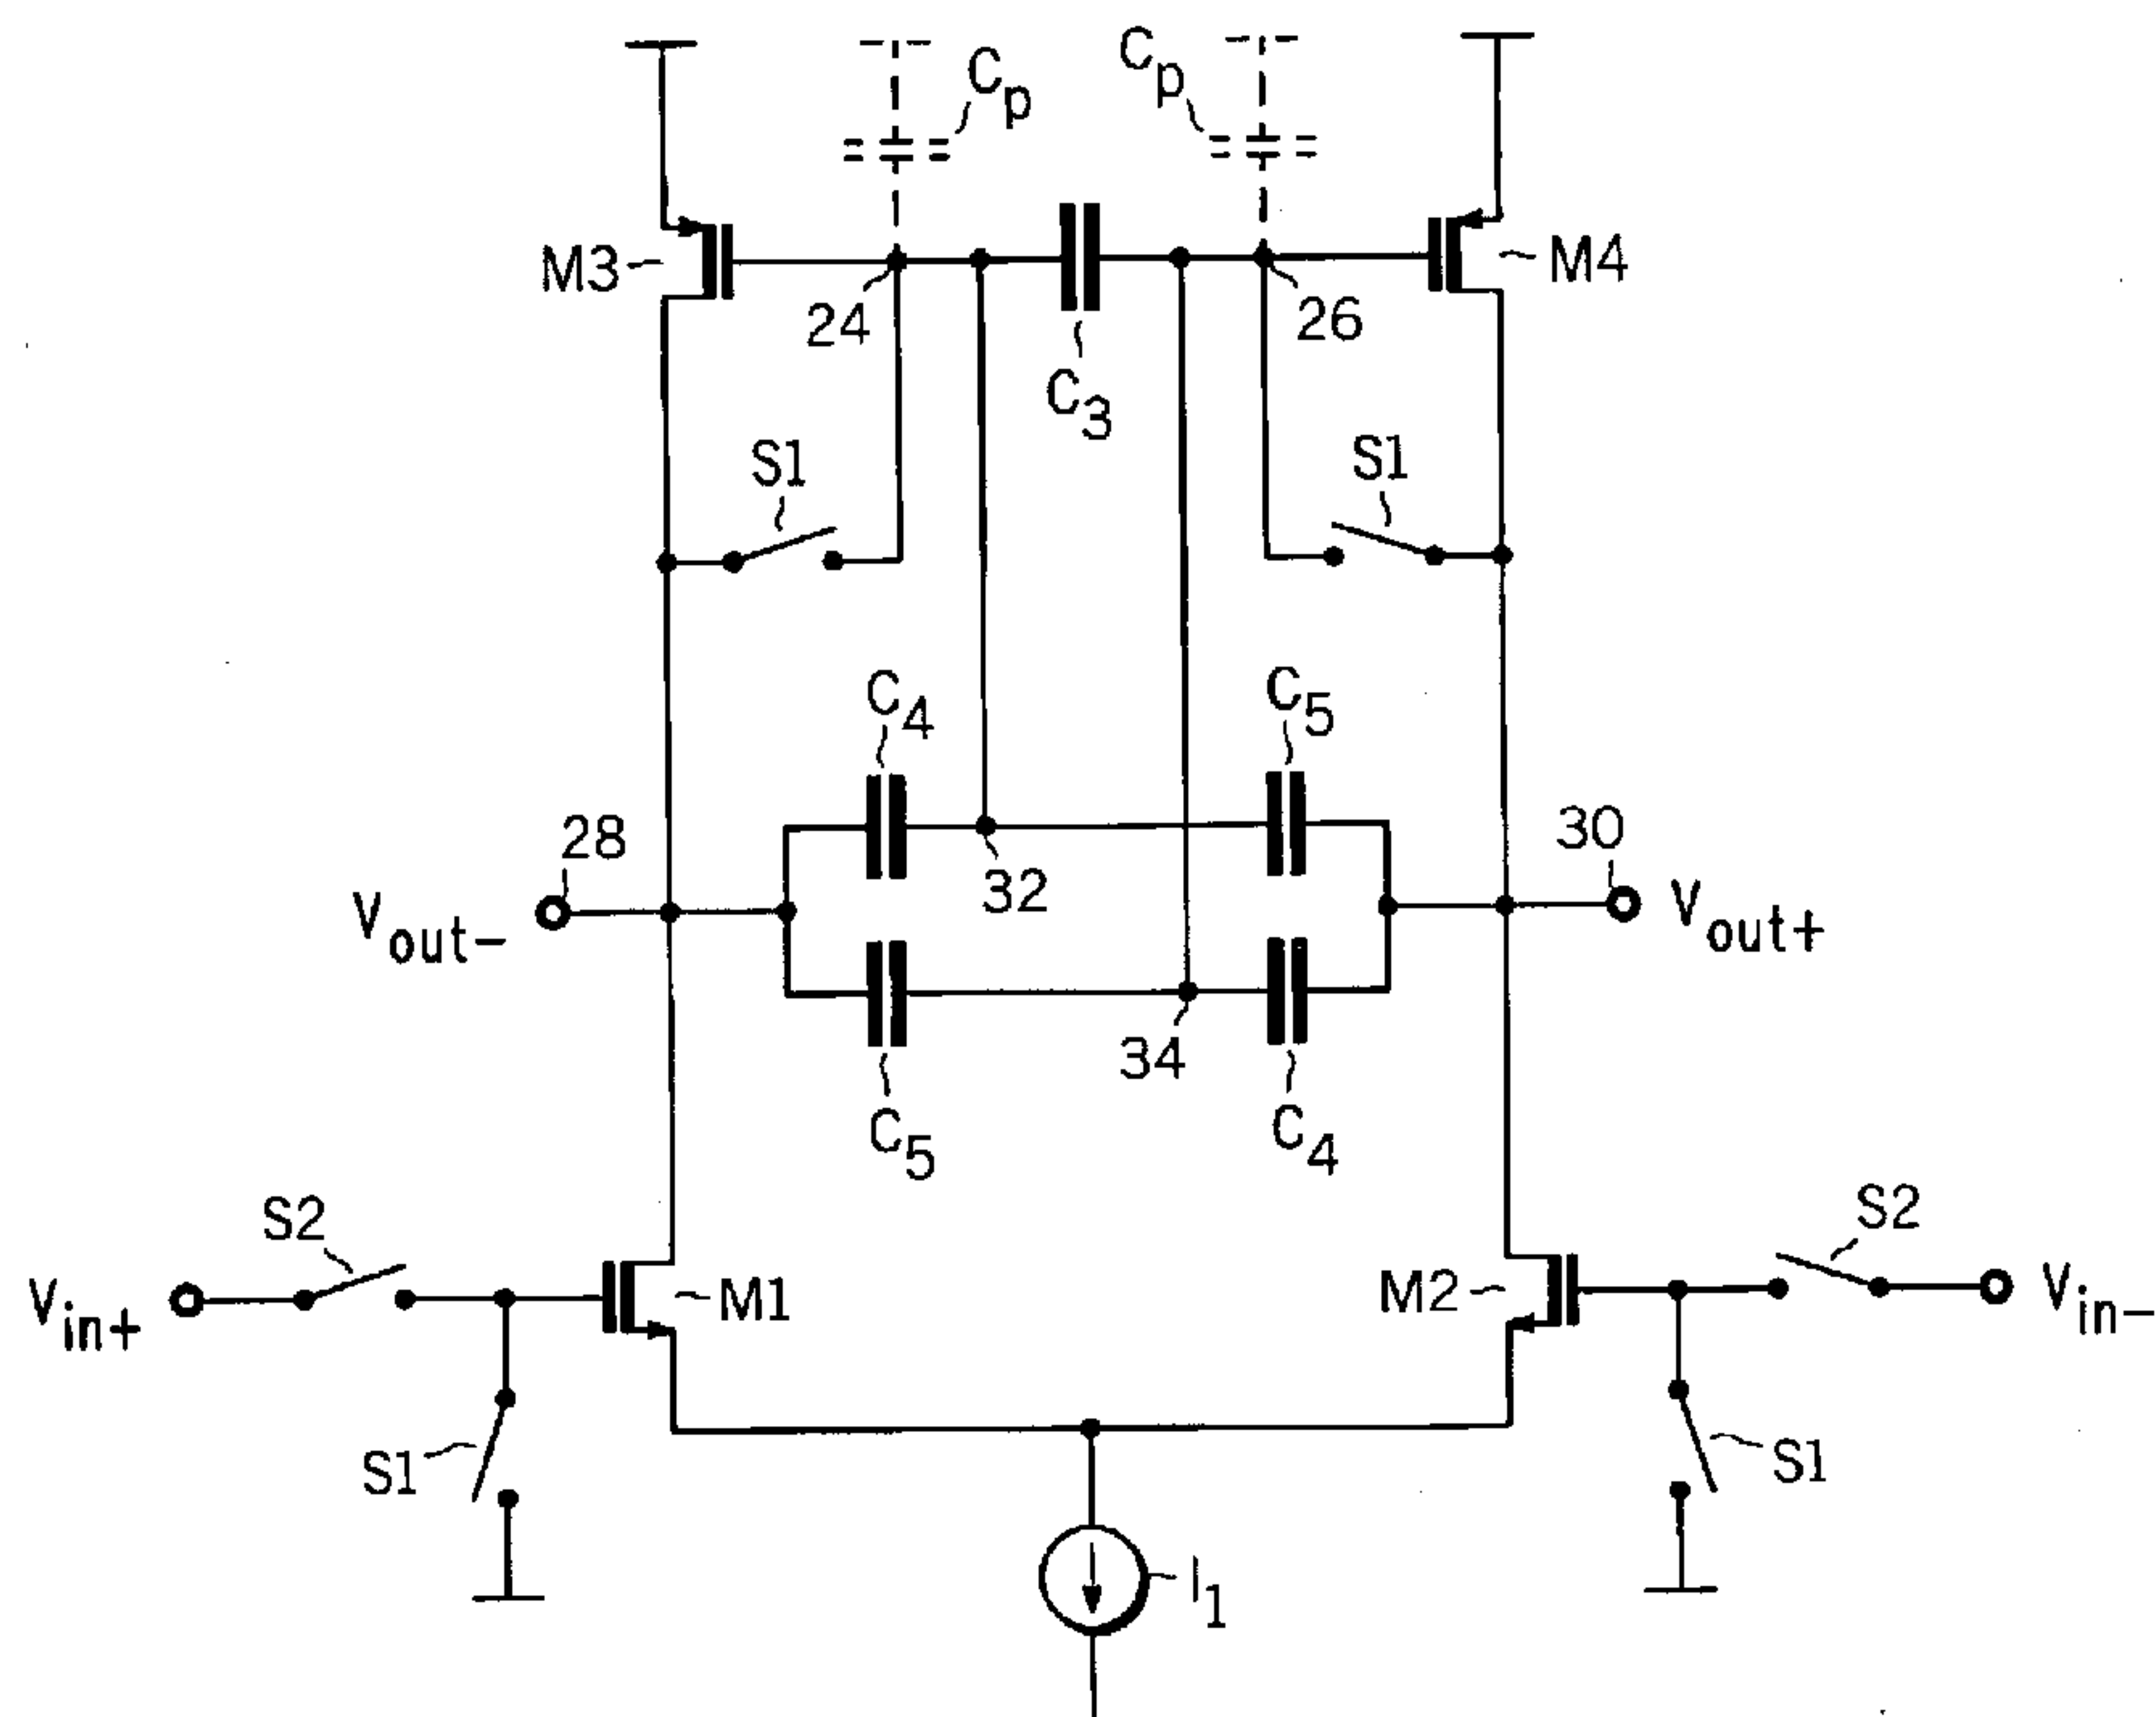 Cp
Cp
M3
M4
24
26
C3
S1
S1
C4
C5
28
30
32
Vout-
Vout+
34
C5
C4
S2
S2
Vin+
M1
M2
Vin-
S1
S1
I1